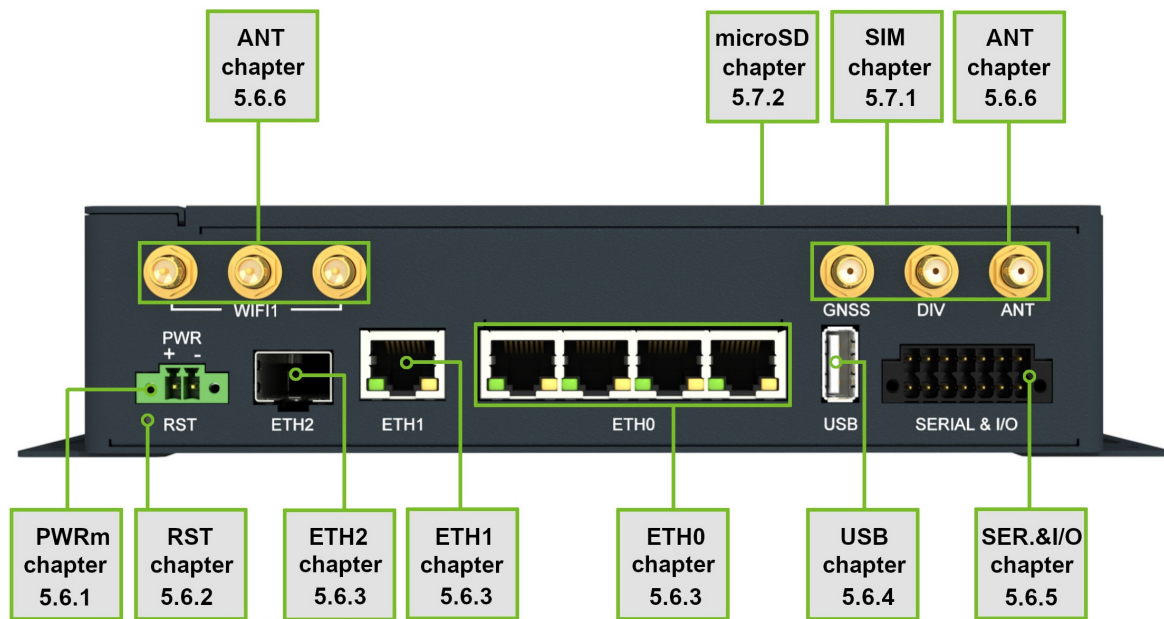 ANT
chapter
5.6.6
microSD
chapter
5.7.2
SIM
chapter
5.7.1
ANT
chapter
5.6.6
WIFI1
GNSS
DIV
ANT
PWR
+ -
RST
ETH2
ETH1
ETH0
USB
SERIAL & I/O
PWRm
chapter
5.6.1
RST
chapter
5.6.2
ETH2
chapter
5.6.3
ETH1
chapter
5.6.3
ETH0
chapter
5.6.3
USB
chapter
5.6.4
SER.&I/O
chapter
5.6.5